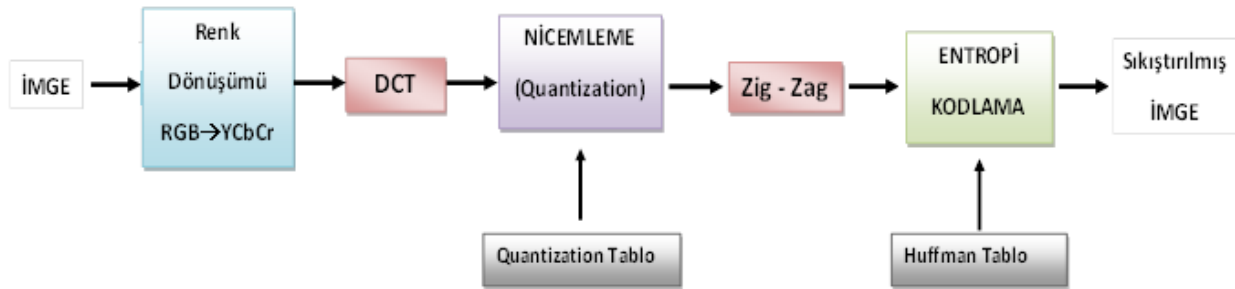 İMGE
Renk
Dönüşümü
RGB→YCbCr
DCT
NİCEMLEME
(Quantization)
Zig - Zag
ENTROPİ
KODLAMA
Sıkıştırılmış
İMGE
Quantization Tablo
Huffman Tablo